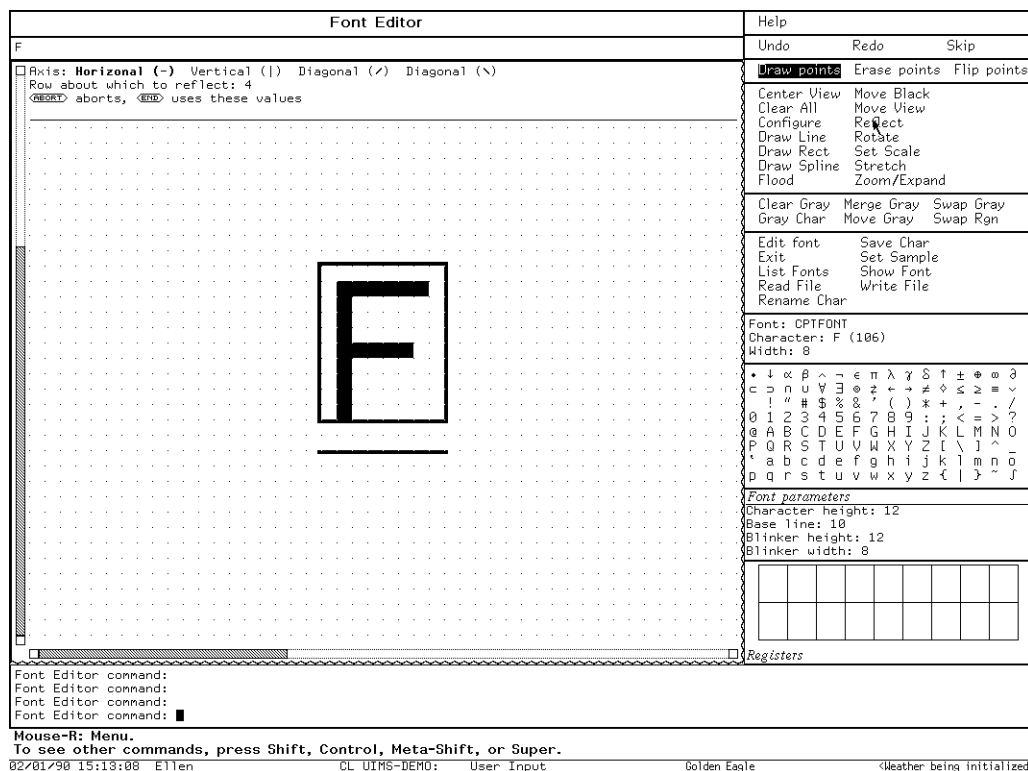 Font Editor
F
Axis: Horizonal (-) Vertical (|) Diagonal (/) Diagonal (\)
Row about which to reflect: 4
ABORT aborts, END uses these values
Help
Undo Redo Skip
Draw points Erase points Flip points
Center View Move Black
Clear All Move View
Configure Reflect
Draw Line Rotate
Draw Rect Set Scale
Draw Spline Stretch
Flood Zoom/Expand
Clear Gray Merge Gray Swap Gray
Gray Char Move Gray Swap Rgn
Edit font Save Char
Exit Set Sample
List Fonts Show Font
Read File Write File
Rename Char
Font: CPTFONT
Character: F (106)
Width: 8
· ↓ α β ^ ¬ ε π λ γ δ ↑ ± ⊕ ∞ ∂
⊂ ⊃ ∩ ∪ ∀ ∃ ⊗ ⇄ ← → ≠ ◊ ≤ ≥ ≡ ∨
! " # $ % & ' ( ) * + , - . /
0 1 2 3 4 5 6 7 8 9 : ; < = > ?
@ A B C D E F G H I J K L M N O
P Q R S T U V W X Y Z [ \ ] ^ _
` a b c d e f g h i j k l m n o
p q r s t u v w x y z { | } ~ ∫
Font parameters
Character height: 12
Base line: 10
Blinker height: 12
Blinker width: 8
Registers
Font Editor command:
Font Editor command:
Font Editor command:
Font Editor command:
Mouse-R: Menu.
To see other commands, press Shift, Control, Meta-Shift, or Super.
02/01/90 15:13:08 Ellen CL UIMS-DEMO: User Input Golden Eagle <Weather being initialized